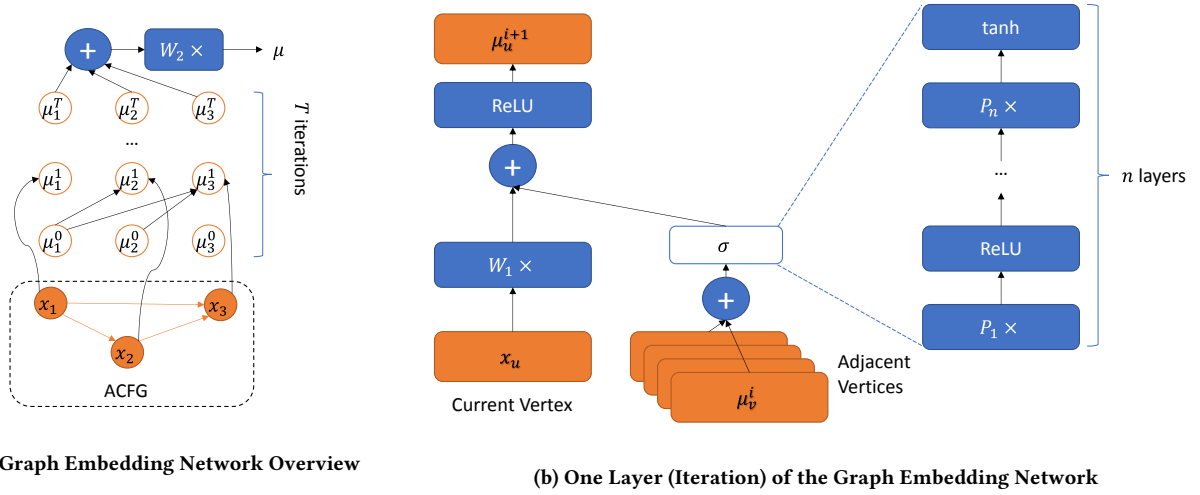 +
W₂ ×
μ
μ₁ᵀ μ₂ᵀ μ₃ᵀ
...
μ₁¹ μ₂¹ μ₃¹
μ₁⁰ μ₂⁰ μ₃⁰
T iterations
x₁
x₃
x₂
ACFG
Graph Embedding Network Overview
μᵤⁱ⁺¹
ReLU
+
W₁ ×
xᵤ
Current Vertex
σ
+
μᵥⁱ
Adjacent
Vertices
tanh
Pₙ ×
...
ReLU
P₁ ×
n layers
(b) One Layer (Iteration) of the Graph Embedding Network